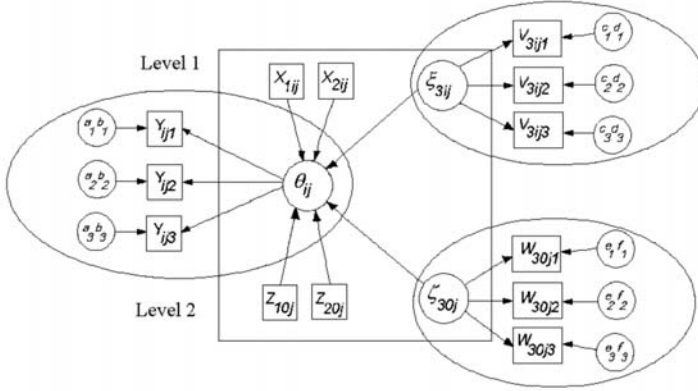 Level 1
X1ij X2ij
ξ3ij
V3ij1 c1d1
V3ij2 c2d2
V3ij3 c3d3
a1b1 Yij1
a2b2 Yij2
a3b3 Yij3
θij
Z10j Z20j
Level 2
ζ30j
W30j1 e1f1
W30j2 e2f2
W30j3 e3f3